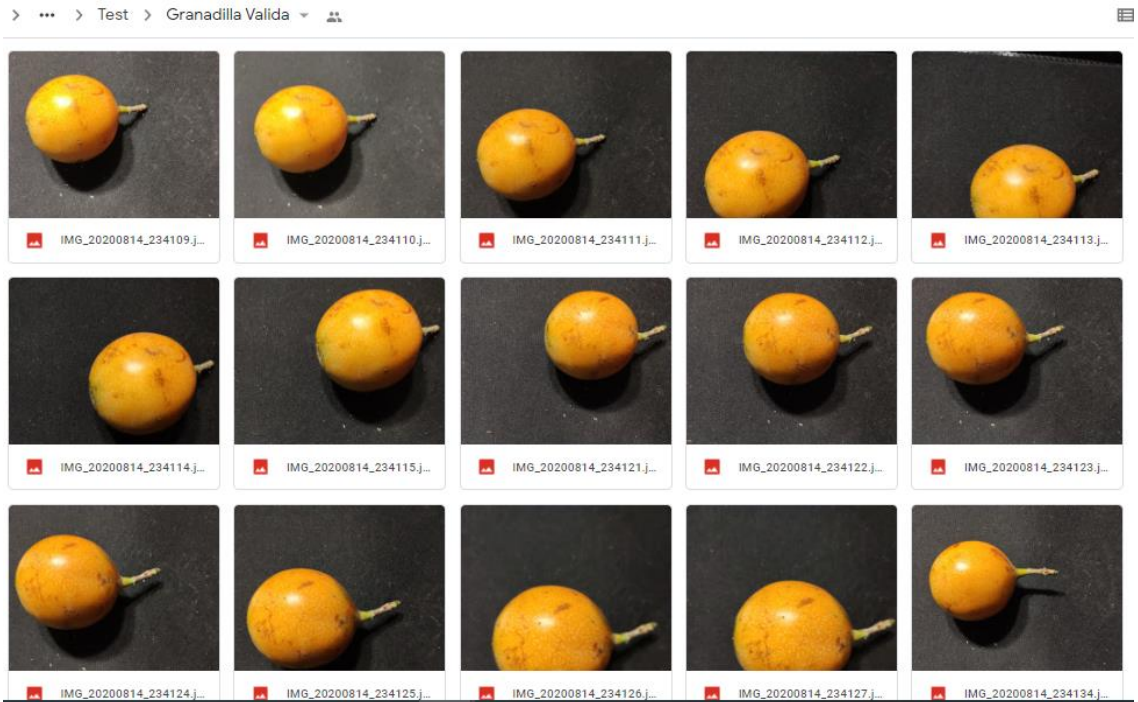 > ••• > Test > Granadilla Valida
IMG_20200814_234109.j...
IMG_20200814_234110.j...
IMG_20200814_234111.j...
IMG_20200814_234112.j...
IMG_20200814_234113.j...
IMG_20200814_234114.j...
IMG_20200814_234115.j...
IMG_20200814_234121.j...
IMG_20200814_234122.j...
IMG_20200814_234123.j...
IMG_20200814_234124.j...
IMG_20200814_234125.j...
IMG_20200814_234126.j...
IMG_20200814_234127.j...
IMG_20200814_234134.j...